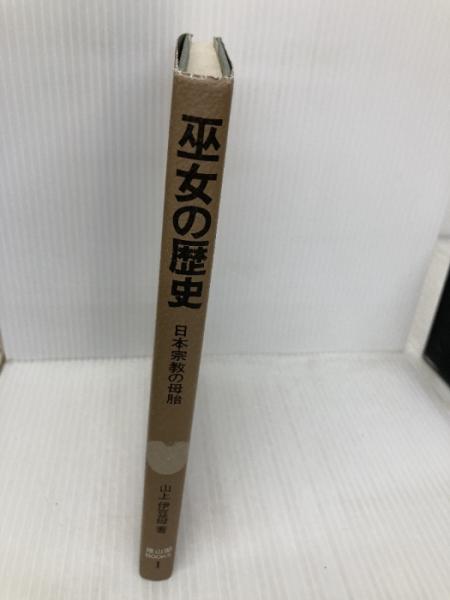 巫女の歴史
日本宗教の母胎
山上伊豆母著
雄山閣
BOOKS
1